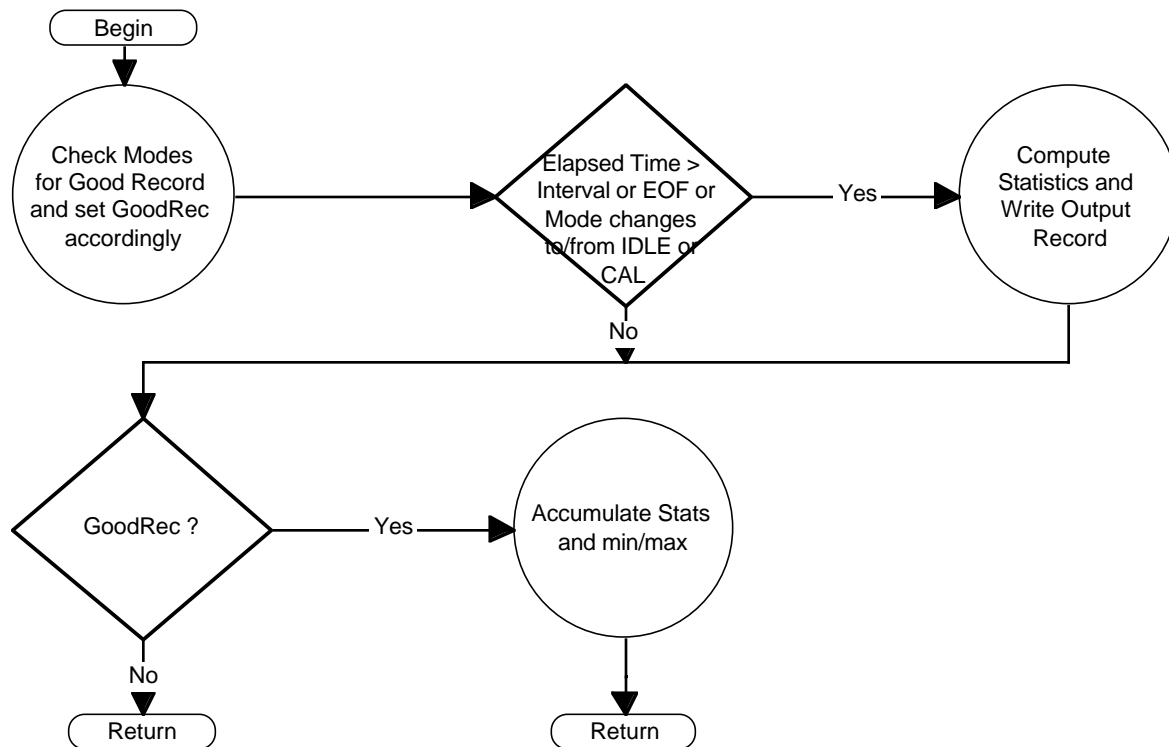 Begin
Check Modes
for Good Record
and set GoodRec
accordingly
Elapsed Time >
Interval or EOF or
Mode changes
to/from IDLE or
CAL
Yes
Compute
Statistics and
Write Output
Record
No
GoodRec ?
Yes
Accumulate Stats
and min/max
No
Return
Return